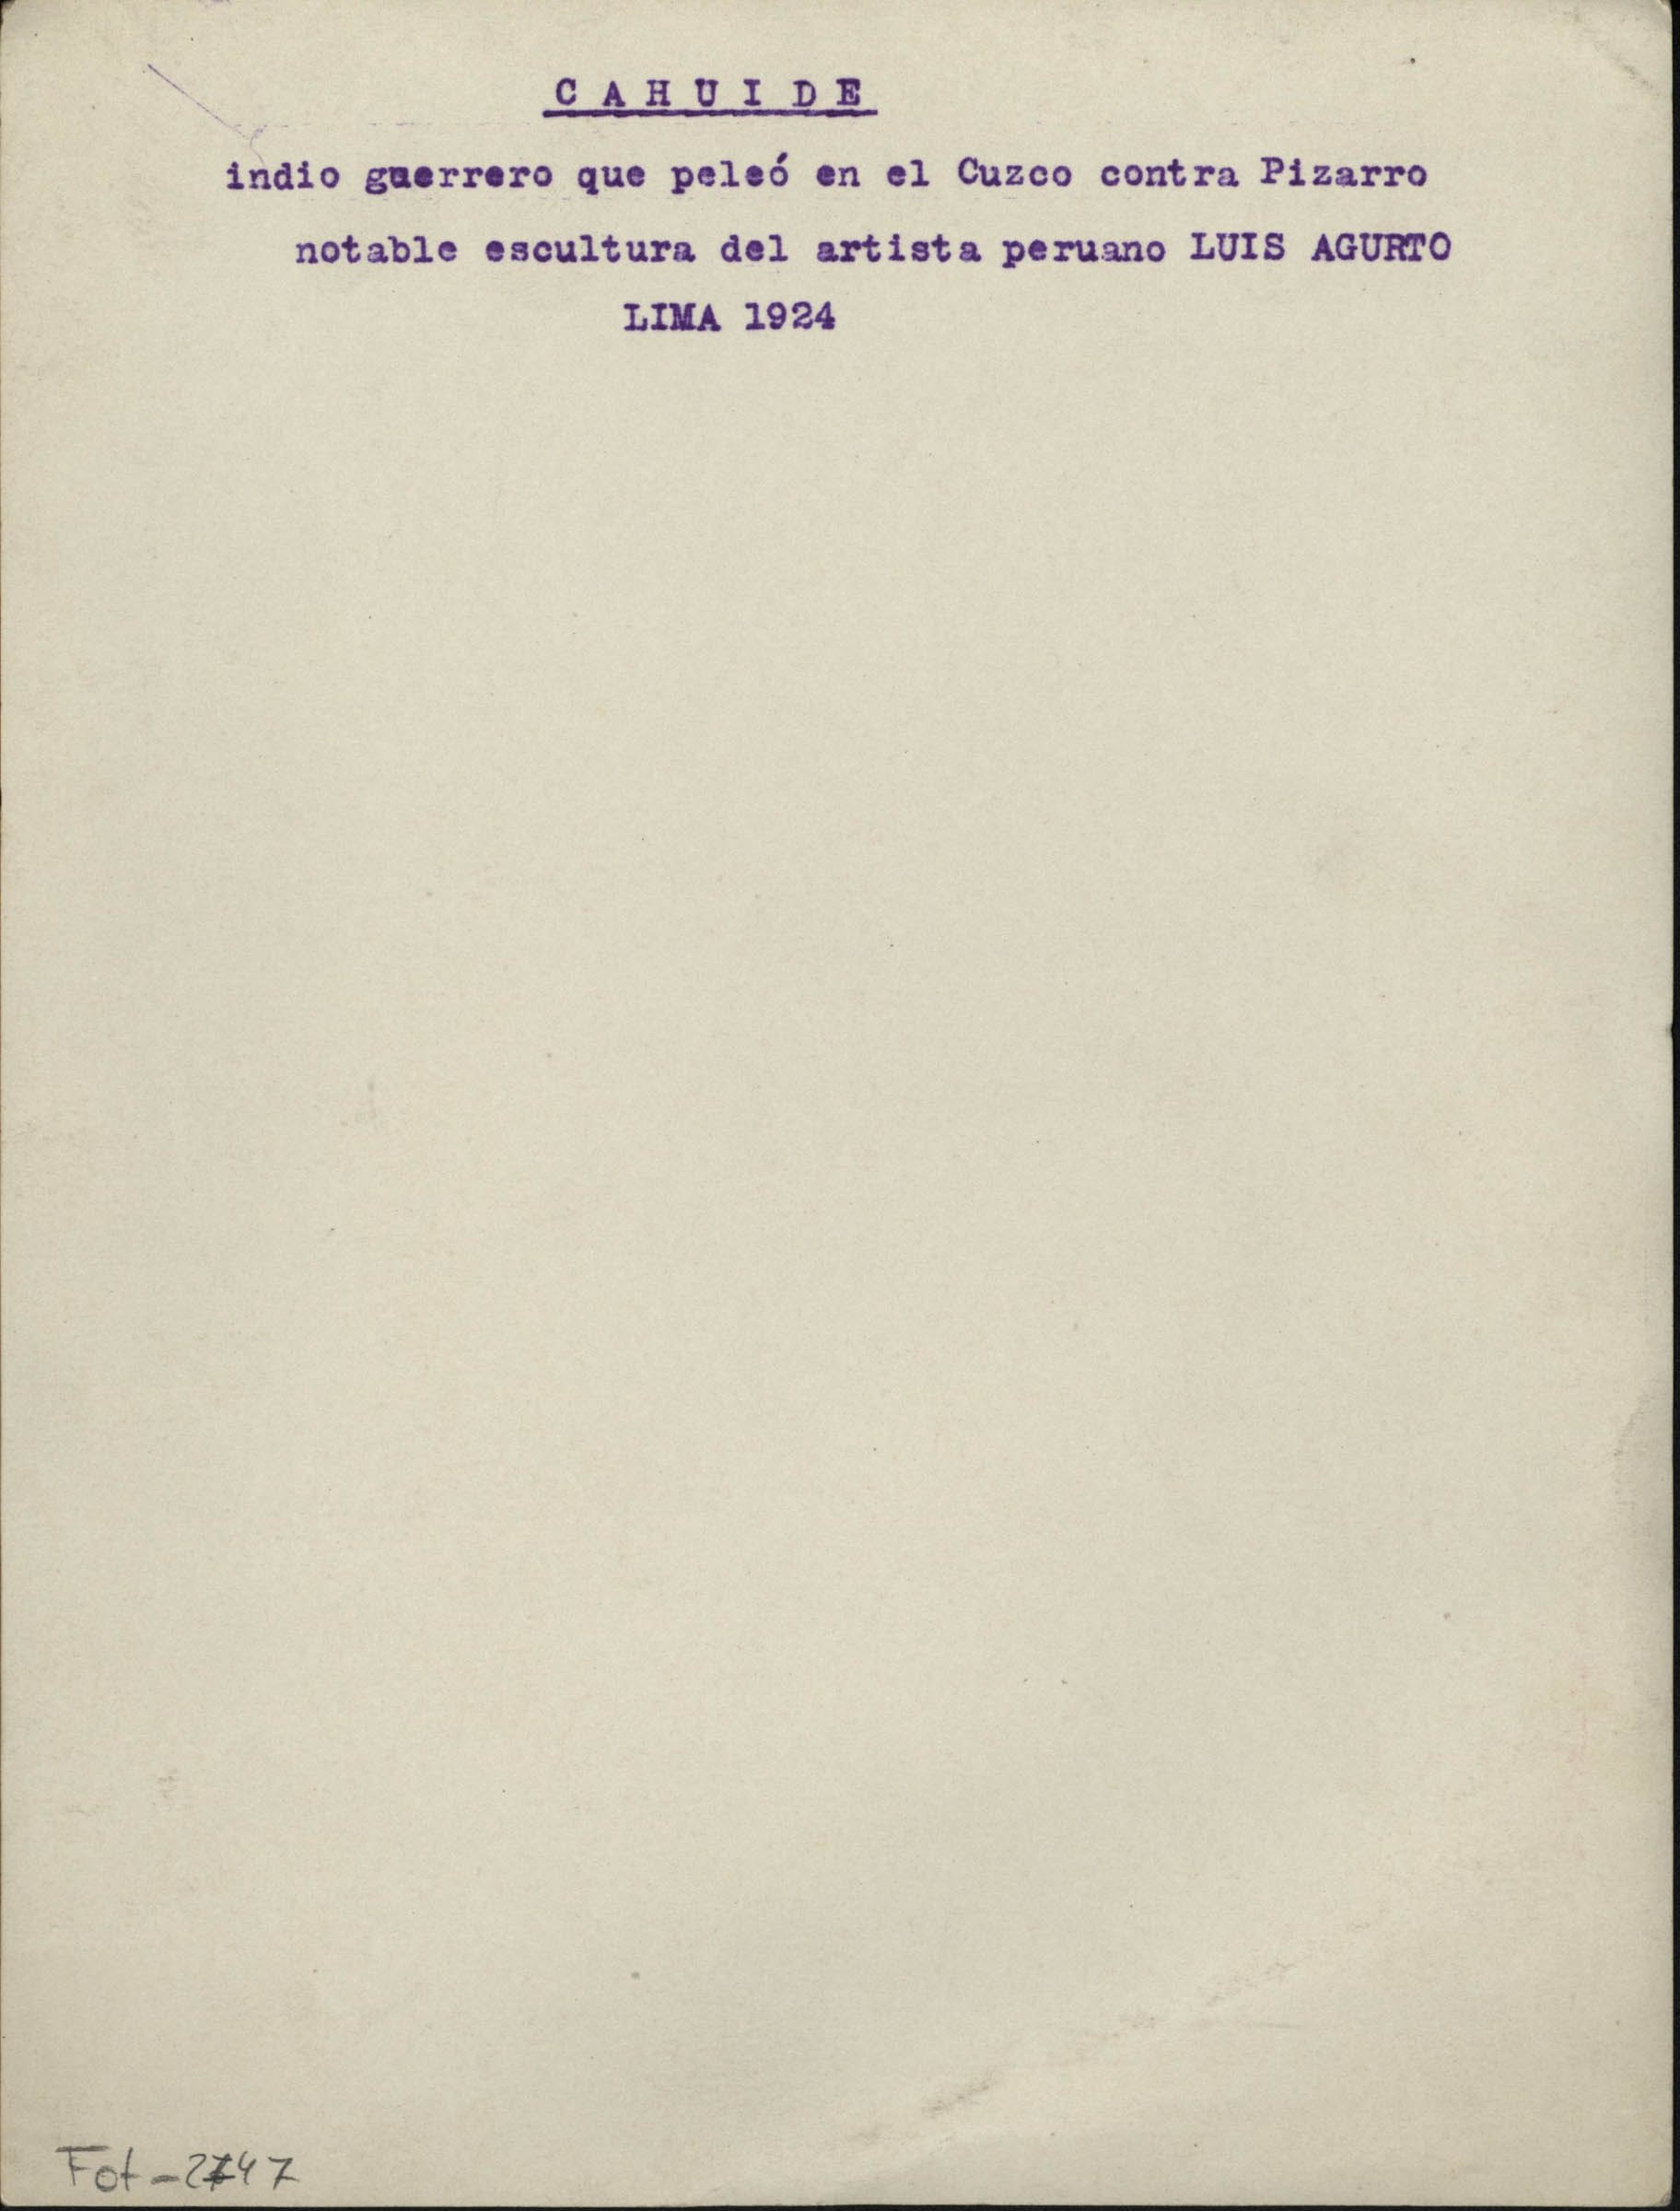 CAHUIDE
indio guerrero que peleó en el Cuzco contra Pizarro
notable escultura del artista peruano LUIS AGURTO
LIMA 1924
Fot-2747